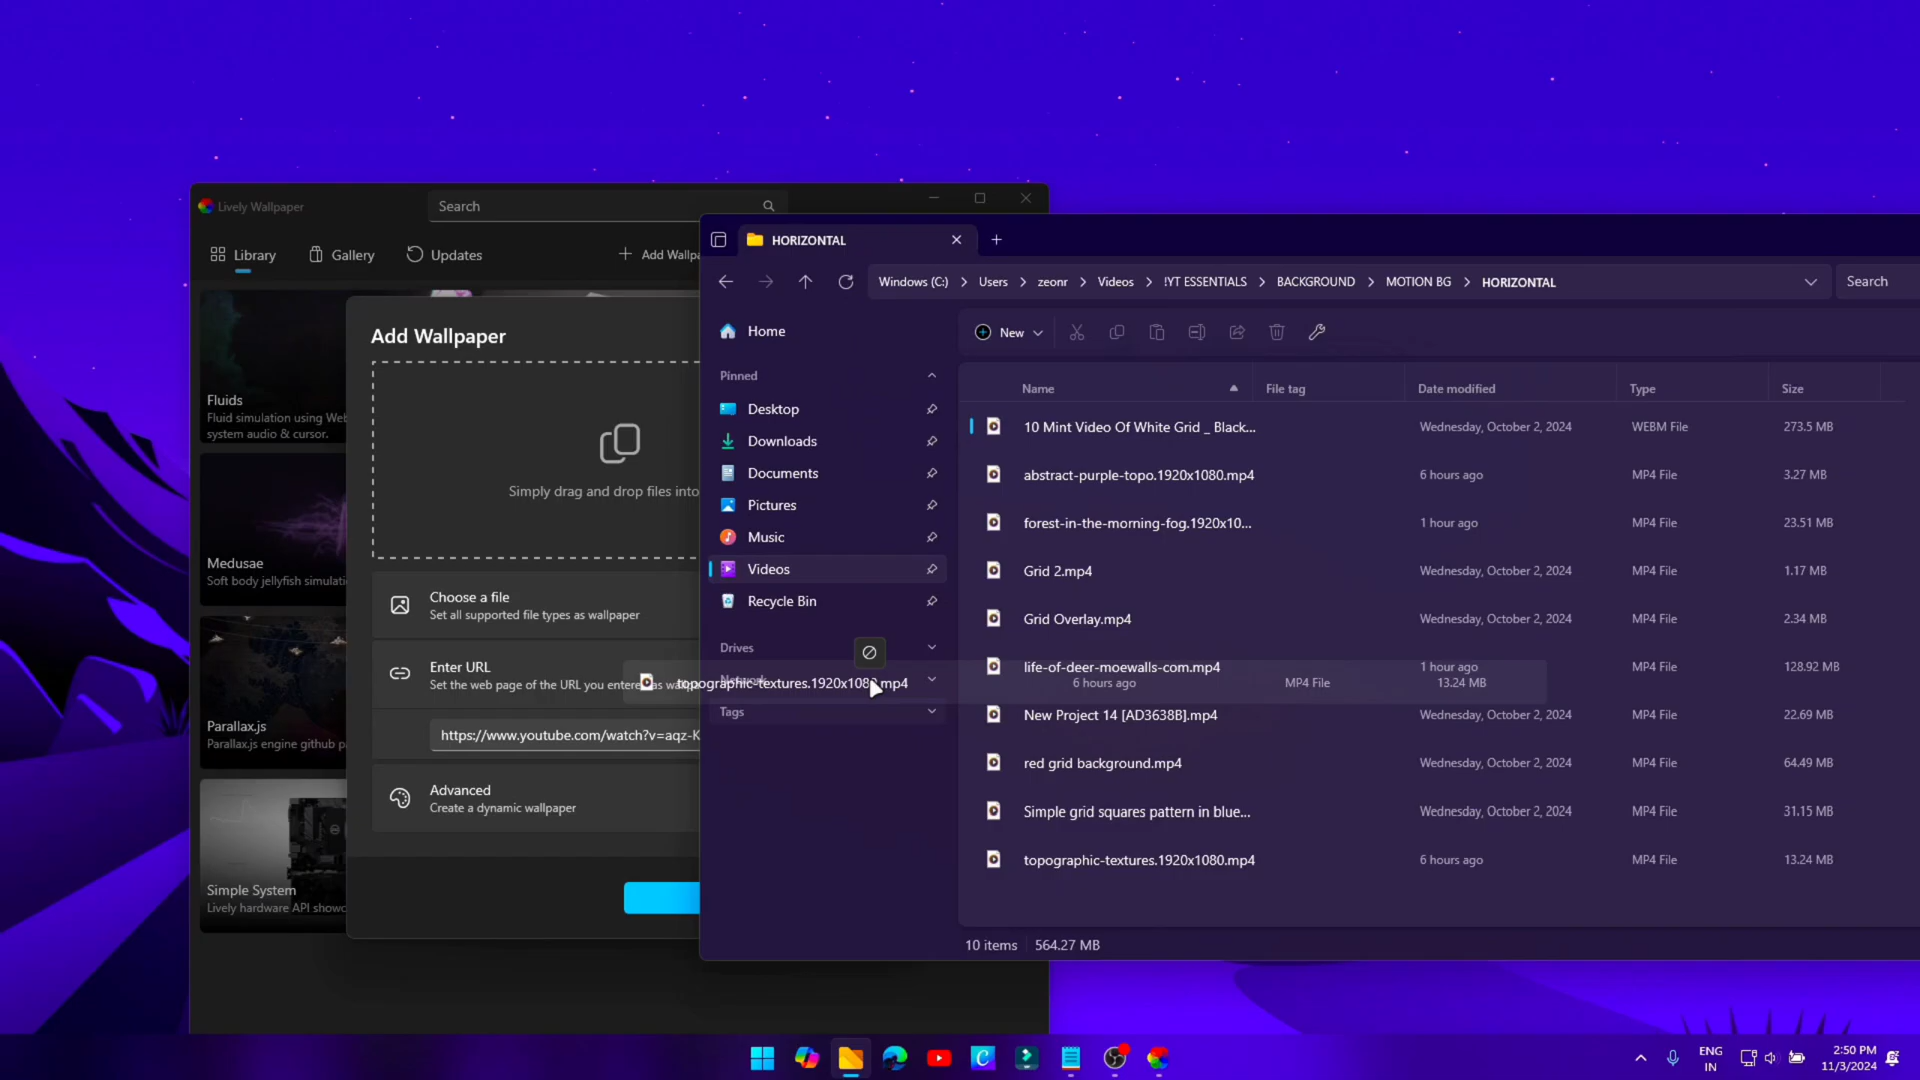 Lively Wallpaper
Search
Library
Gallery
Updates
Add Wallpa
Fluids
Fluid simulation using Web
system audio & cursor.
Medusae
Soft body jellyfish simulati
Parallax.js
Parallax.js engine github p
Simple System
Lively hardware API showc
Add Wallpaper
Simply drag and drop files into
Choose a file
Set all supported file types as wallpaper
Enter URL
Set the web page of the URL you entered as wallpa
https://www.youtube.com/watch?v=aqz-K
Advanced
Create a dynamic wallpaper
HORIZONTAL
Windows (C:) > Users > zeonr > Videos > !YT ESSENTIALS > BACKGROUND > MOTION BG > HORIZONTAL
Search
Home
Pinned
Desktop
Downloads
Documents
Pictures
Music
Videos
Recycle Bin
Drives
Network
Tags
New
Name File tag Date modified Type Size
10 Mint Video Of White Grid _ Black... Wednesday, October 2, 2024 WEBM File 273.5 MB
abstract-purple-topo.1920x1080.mp4 6 hours ago MP4 File 3.27 MB
forest-in-the-morning-fog.1920x10... 1 hour ago MP4 File 23.51 MB
Grid 2.mp4 Wednesday, October 2, 2024 MP4 File 1.17 MB
Grid Overlay.mp4 Wednesday, October 2, 2024 MP4 File 2.34 MB
life-of-deer-moewalls-com.mp4 1 hour ago MP4 File 128.92 MB
topographic-textures.1920x1080.mp4 6 hours ago MP4 File 13.24 MB
New Project 14 [AD3638B].mp4 Wednesday, October 2, 2024 MP4 File 22.69 MB
red grid background.mp4 Wednesday, October 2, 2024 MP4 File 64.49 MB
Simple grid squares pattern in blue... Wednesday, October 2, 2024 MP4 File 31.15 MB
topographic-textures.1920x1080.mp4 6 hours ago MP4 File 13.24 MB
10 items 564.27 MB
ENG
IN
2:50 PM
11/3/2024